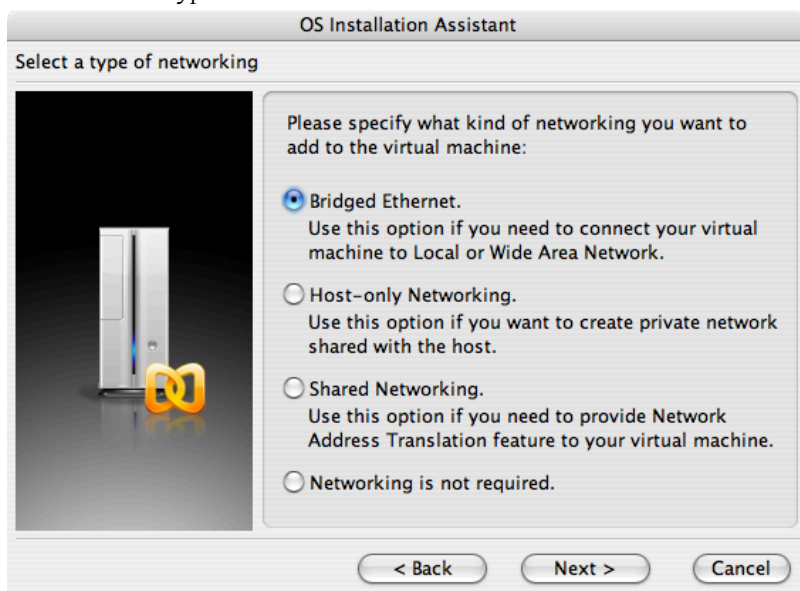 OS Installation Assistant
Select a type of networking
Please specify what kind of networking you want to
add to the virtual machine:
Bridged Ethernet.
Use this option if you need to connect your virtual
machine to Local or Wide Area Network.
Host-only Networking.
Use this option if you want to create private network
shared with the host.
Shared Networking.
Use this option if you need to provide Network
Address Translation feature to your virtual machine.
Networking is not required.
< Back
Next >
Cancel